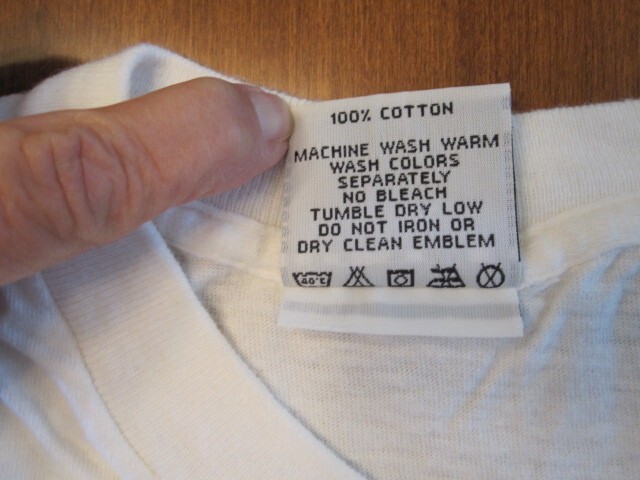 100% COTTON
MACHINE WASH WARM
WASH COLORS
SEPARATELY
NO BLEACH
TUMBLE DRY LOW
DO NOT IRON OR
DRY CLEAN EMBLEM
40°C